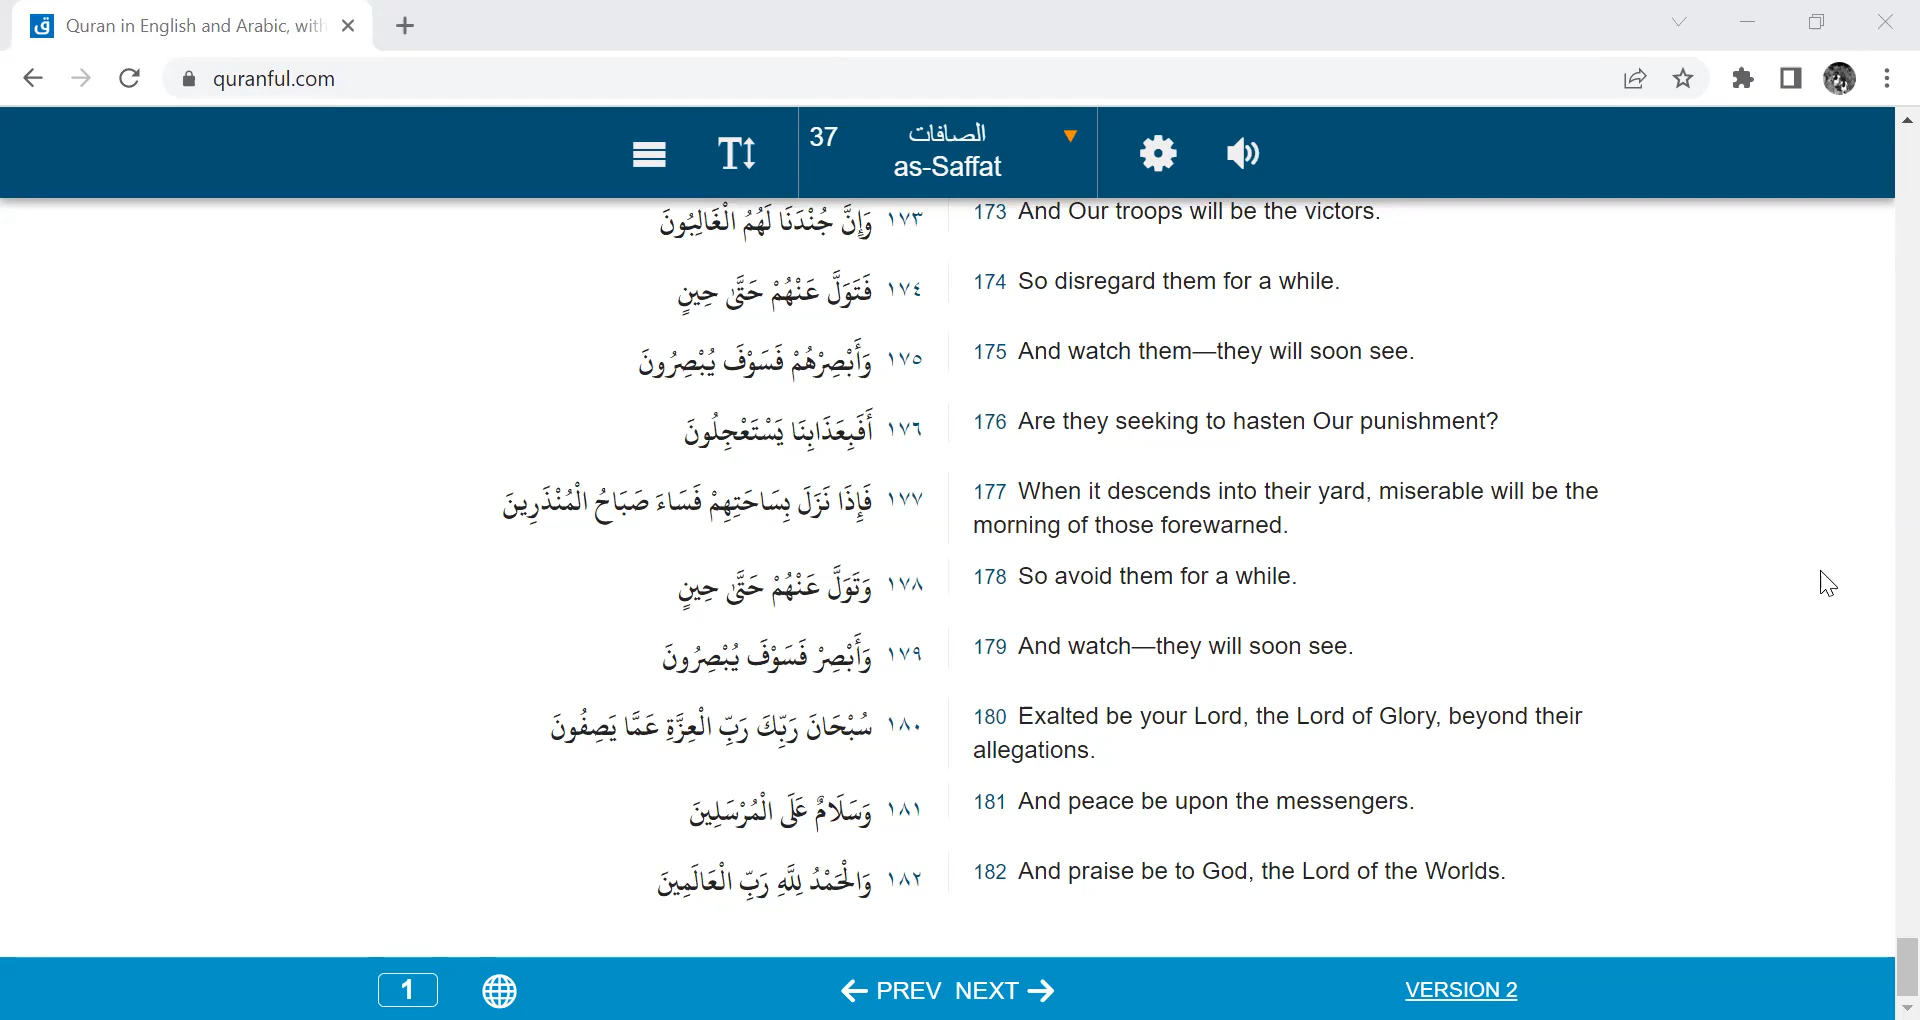 Quran in English and Arabic, with
quranful.com
37
الصافات
as-Saffat
وَإِنَّ جُنْدَنَا لَهُمُ الْغَالِبُونَ ١٧٣
173 And Our troops will be the victors.
فَتَوَلَّ عَنْهُمْ حَتَّىٰ حِينٍ ١٧٤
174 So disregard them for a while.
وَأَبْصِرْهُمْ فَسَوْفَ يُبْصِرُونَ ١٧٥
175 And watch them—they will soon see.
أَفَبِعَذَابِنَا يَسْتَعْجِلُونَ ١٧٦
176 Are they seeking to hasten Our punishment?
فَإِذَا نَزَلَ بِسَاحَتِهِمْ فَسَاءَ صَبَاحُ الْمُنْذَرِينَ ١٧٧
177 When it descends into their yard, miserable will be the
morning of those forewarned.
وَتَوَلَّ عَنْهُمْ حَتَّىٰ حِينٍ ١٧٨
178 So avoid them for a while.
وَأَبْصِرْ فَسَوْفَ يُبْصِرُونَ ١٧٩
179 And watch—they will soon see.
سُبْحَانَ رَبِّكَ رَبِّ الْعِزَّةِ عَمَّا يَصِفُونَ ١٨٠
180 Exalted be your Lord, the Lord of Glory, beyond their
allegations.
وَسَلَامٌ عَلَى الْمُرْسَلِينَ ١٨١
181 And peace be upon the messengers.
وَالْحَمْدُ لِلَّهِ رَبِّ الْعَالَمِينَ ١٨٢
182 And praise be to God, the Lord of the Worlds.
1
PREV NEXT
VERSION 2